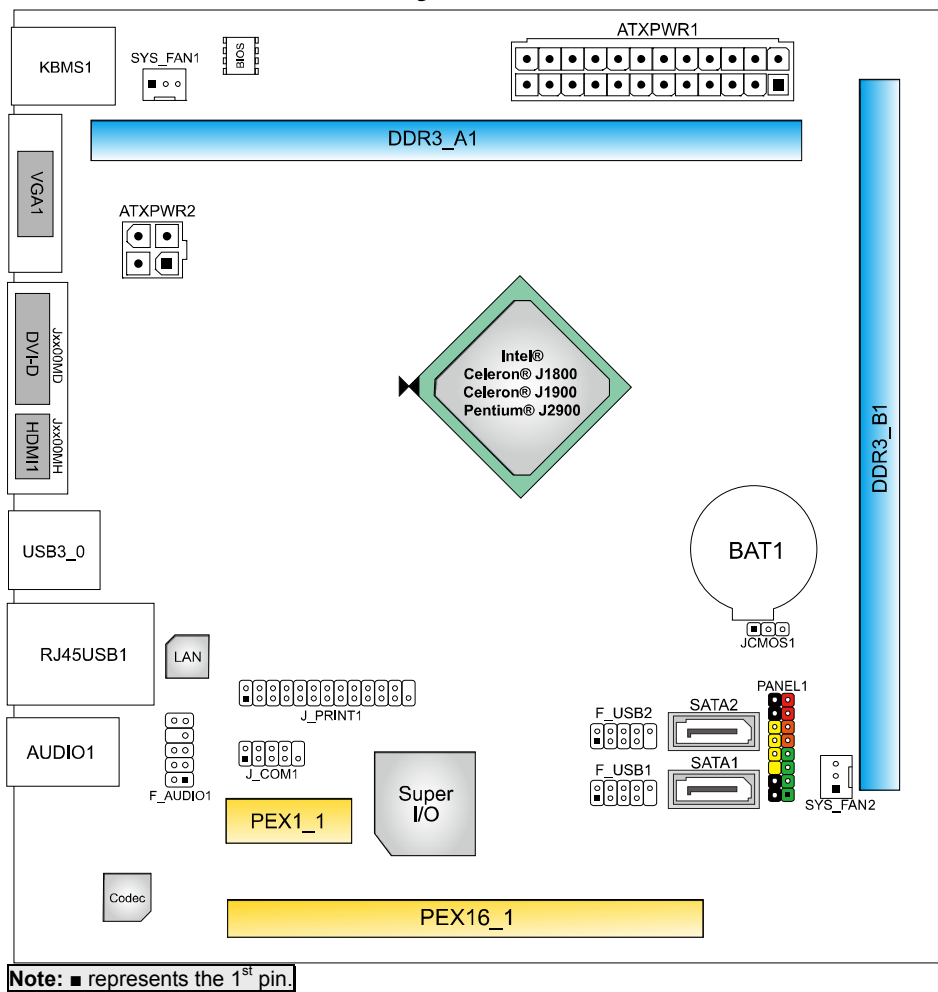 ATXPWR1
KBMS1
SYS_FAN1
BIOS
DDR3_A1
VGA1
ATXPWR2
DVI-D
Jxx00MD
HDMI1
Jxx00MH
Intel®
Celeron® J1800
Celeron® J1900
Pentium® J2900
DDR3_B1
USB3_0
BAT1
JCMOS1
RJ45USB1
LAN
J_PRINT1
PANEL1
F_USB2
SATA2
AUDIO1
F_AUDIO1
J_COM1
Super
I/O
F_USB1
SATA1
SYS_FAN2
PEX1_1
Codec
PEX16_1
Note: ■ represents the 1st pin.